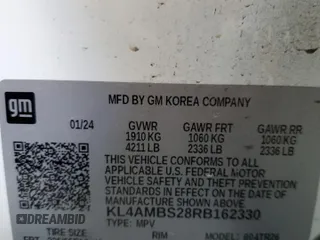 gm
MFD BY GM KOREA COMPANY
01/24 GVWR GAWR FRT GAWR RR
1910 KG 1060 KG 1060 KG
4211 LB 2336 LB 2336 LB
THIS VEHICLE CONFORMS TO ALL
APPLICABLE U.S. FEDERAL MOTOR
VEHICLE SAFETY AND THEFT
PREVENTION STANDARDS IN EFFECT ON
THE DATE OF MANUFACTURE SHOWN ABOVE.
KL4AMBS28RB162330
TYPE: MPV
DREAMBID
TIRE SIZE RIM